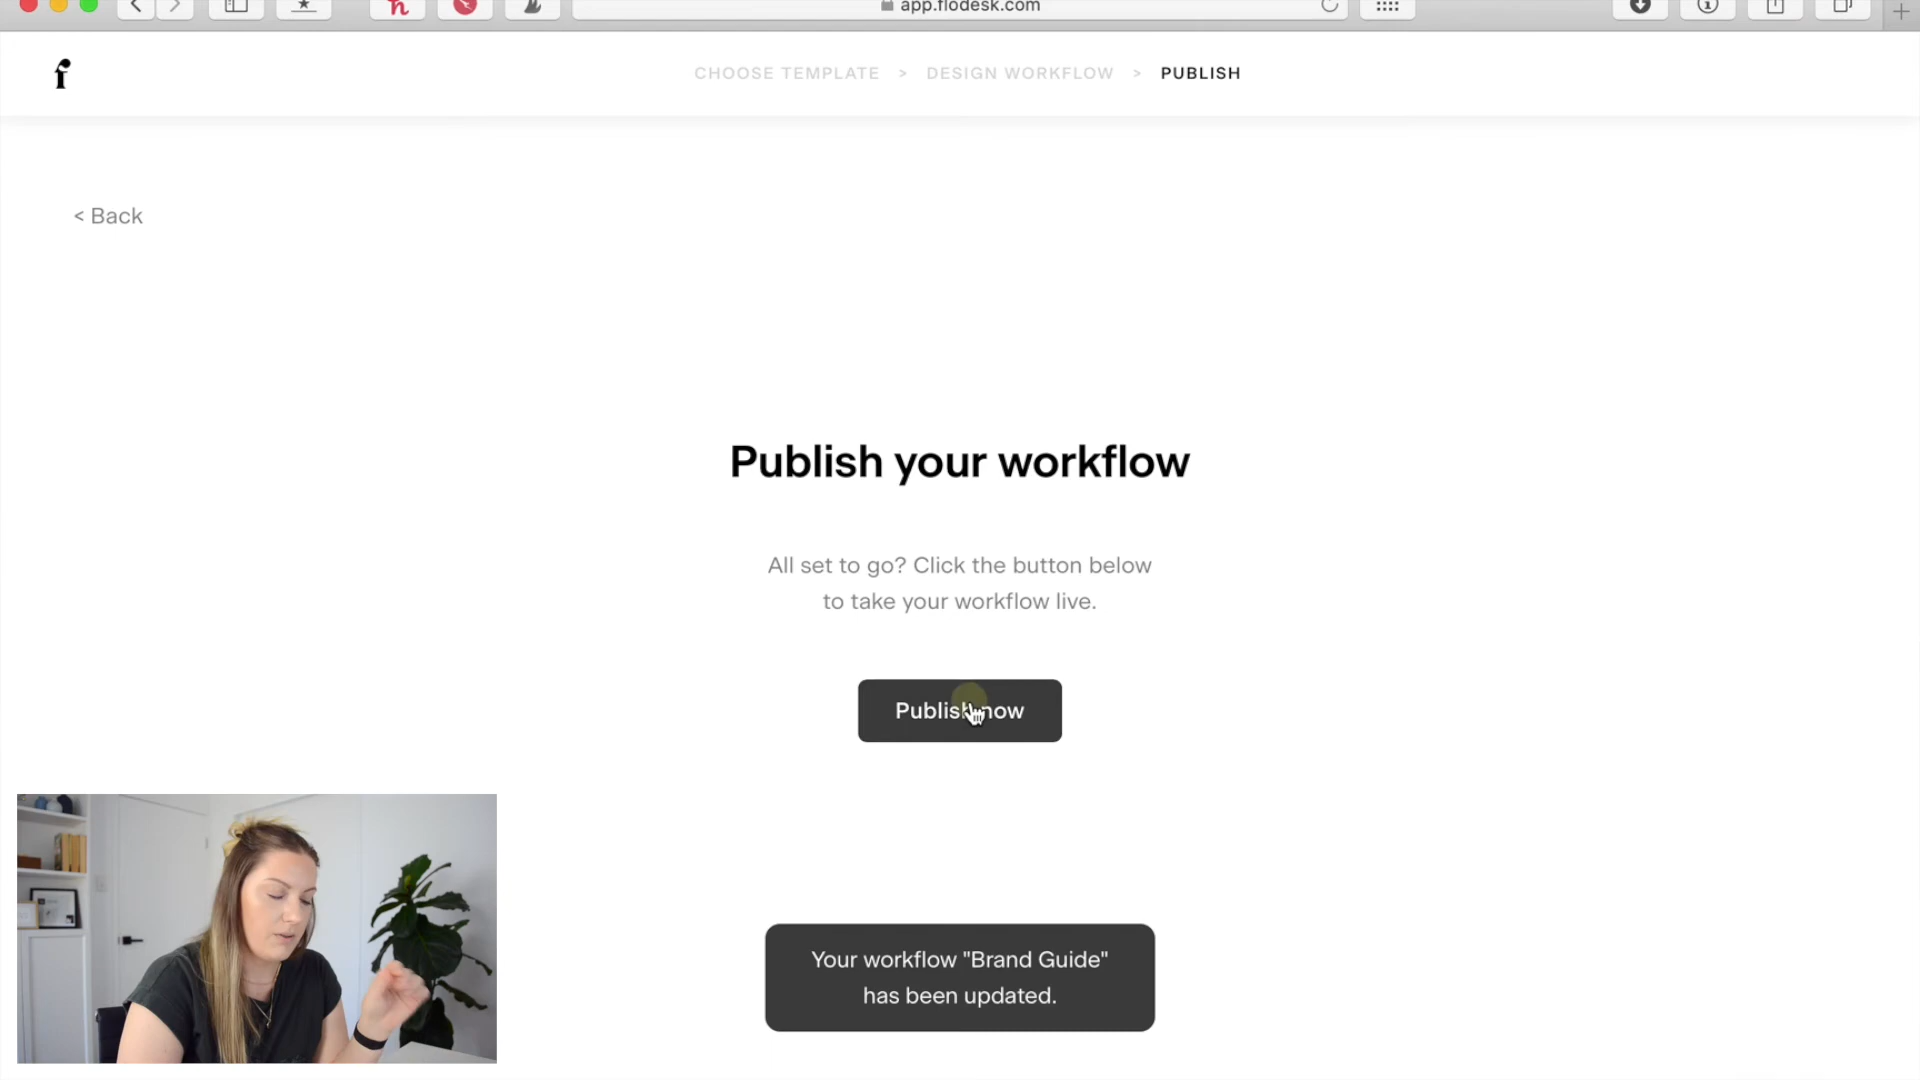 app.flodesk.com
f
CHOOSE TEMPLATE > DESIGN WORKFLOW > PUBLISH
< Back
Publish your workflow
All set to go? Click the button below
to take your workflow live.
Publish now
Your workflow "Brand Guide"
has been updated.